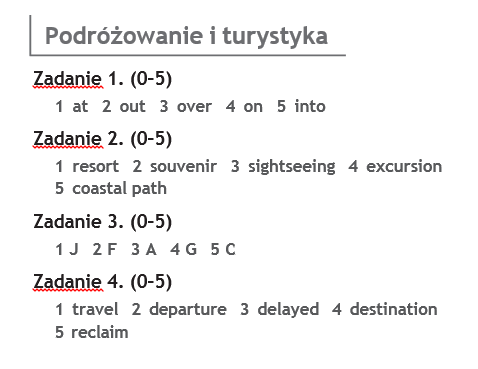 Podróżowanie i turystyka
Zadanie 1. (0–5)
1 at 2 out 3 over 4 on 5 into
Zadanie 2. (0–5)
1 resort 2 souvenir 3 sightseeing 4 excursion
5 coastal path
Zadanie 3. (0–5)
1 J 2 F 3 A 4 G 5 C
Zadanie 4. (0–5)
1 travel 2 departure 3 delayed 4 destination
5 reclaim